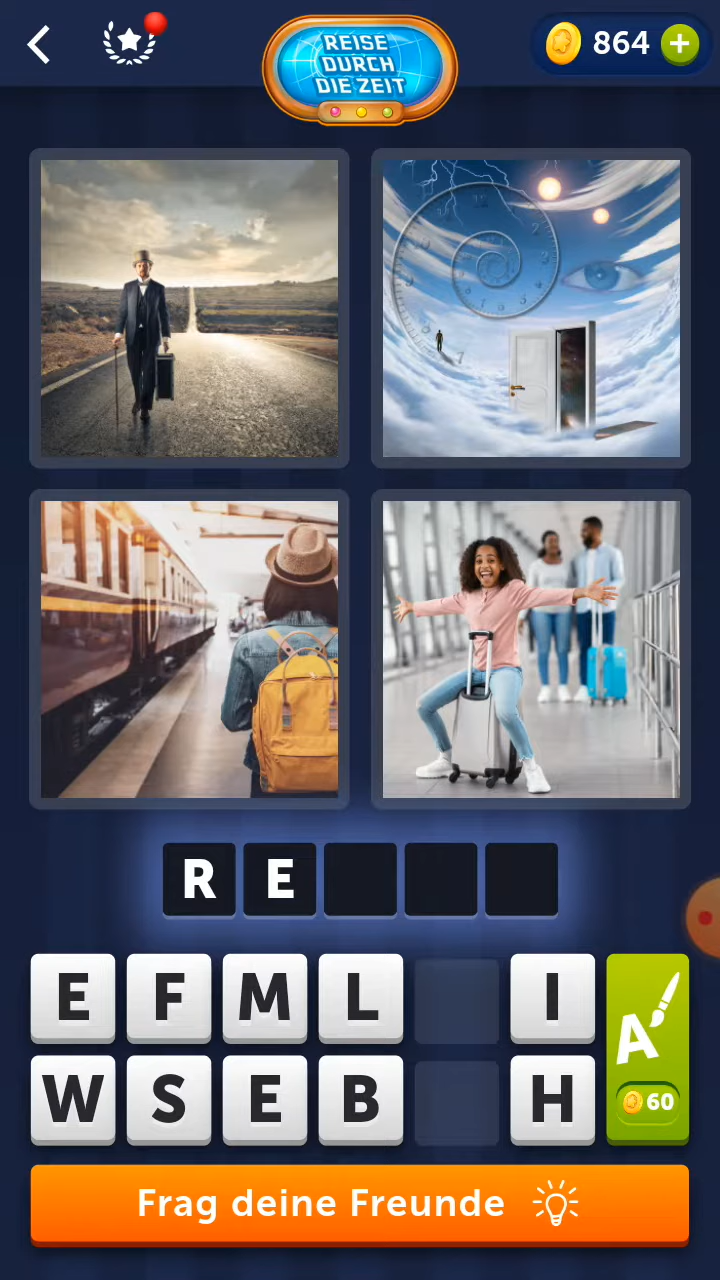 REISE
DURCH
DIE ZEIT
864 +
R E
E F M L I
W S E B H
A
60
Frag deine Freunde